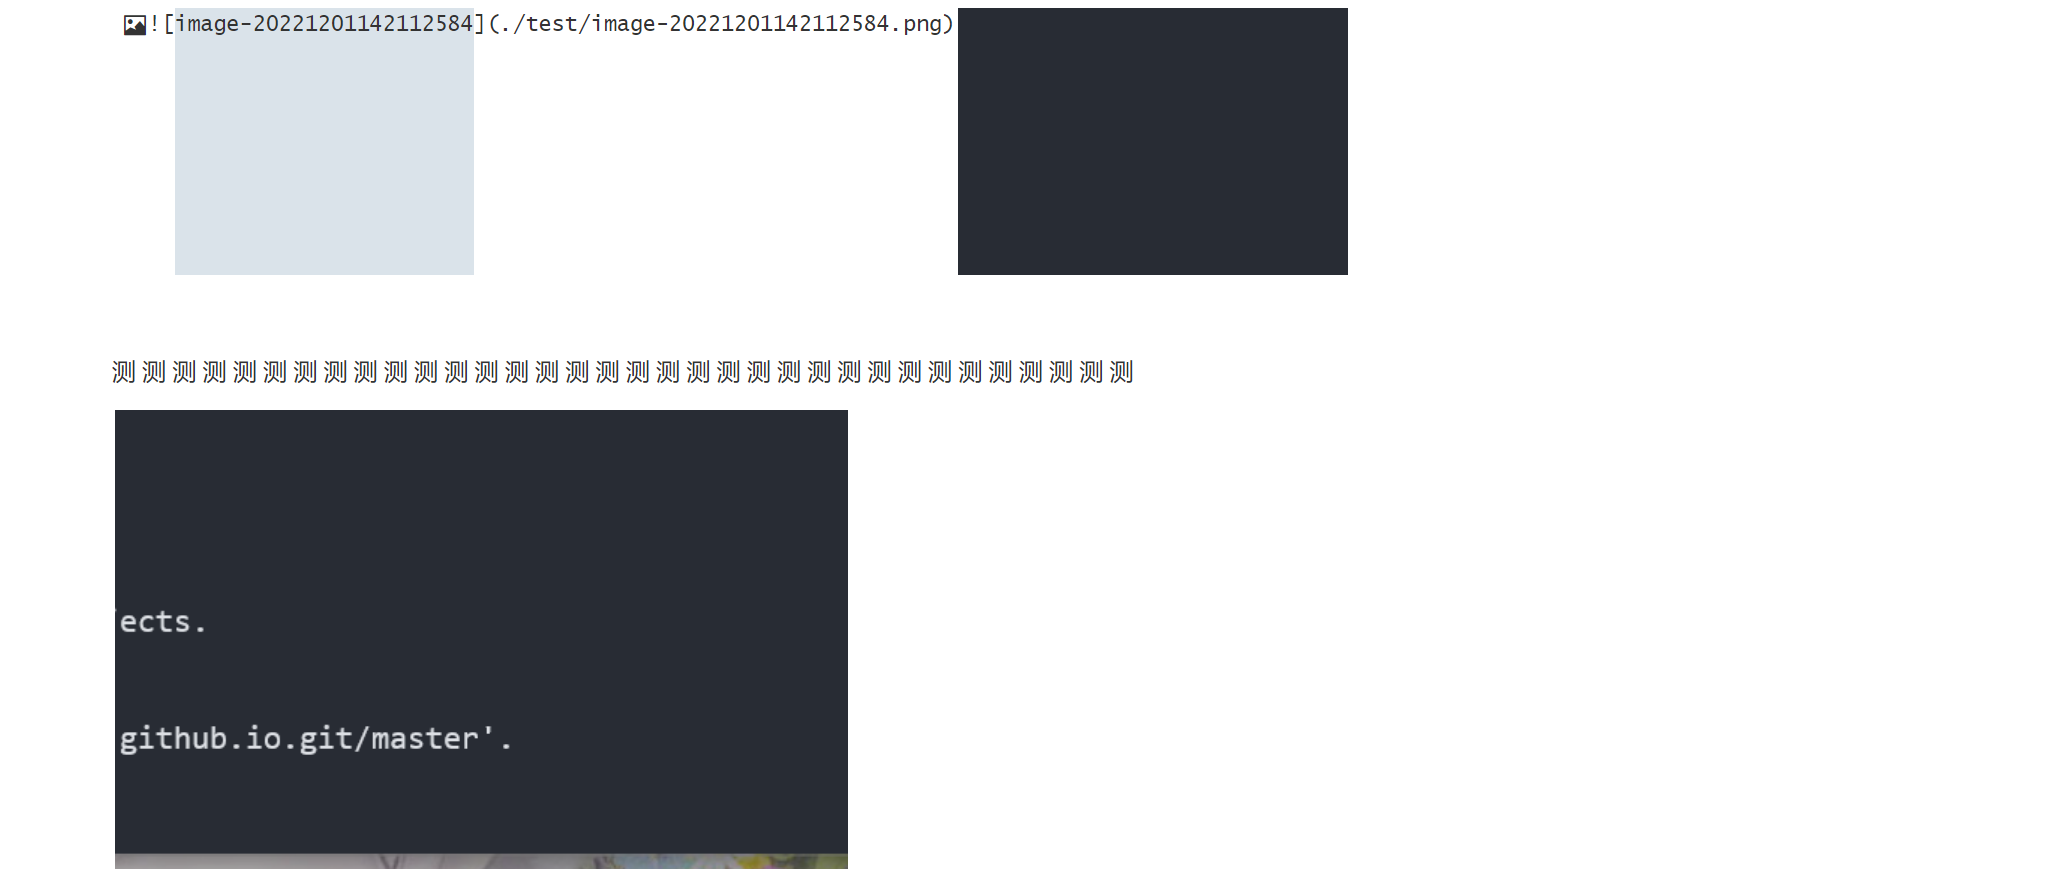 ![image-20221201142112584](./test/image-20221201142112584.png)
测 测 测 测 测 测 测 测 测 测 测 测 测 测 测 测 测 测 测 测 测 测 测 测 测 测 测 测 测 测 测 测 测 测
ects.
github.io.git/master'.